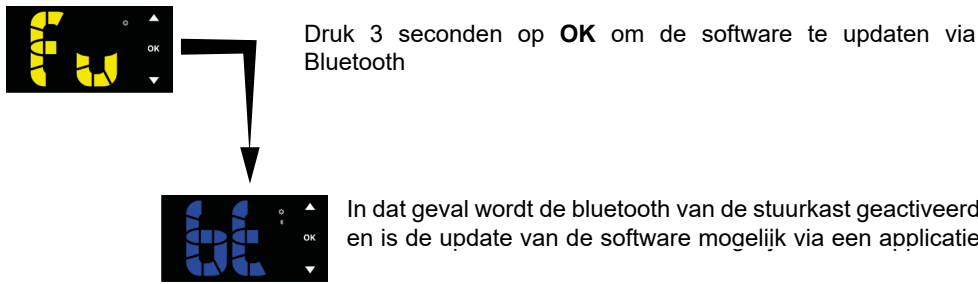 Fu
OK
Druk 3 seconden op OK om de software te updaten via
Bluetooth
bt
OK
In dat geval wordt de bluetooth van de stuurkast geactiveerd
en is de update van de software mogelijk via een applicatie